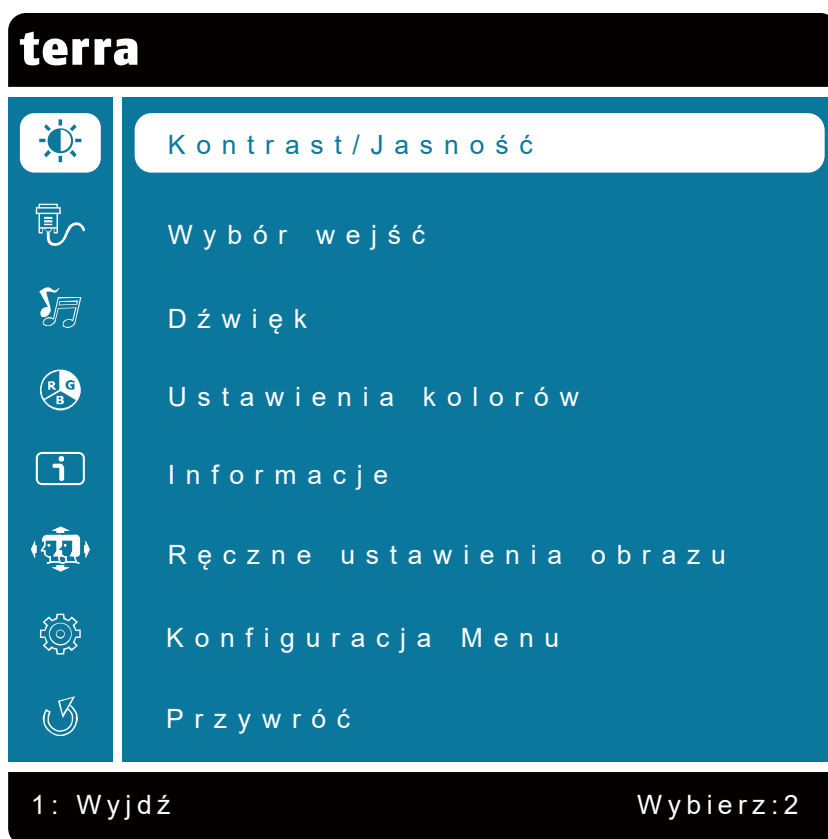 terra
Kontrast/Jasność
Wybór wejść
Dźwięk
R G B
Ustawienia kolorów
i
Informacje
Ręczne ustawienia obrazu
Konfiguracja Menu
Przywróć
1: Wyjdź
Wybierz:2